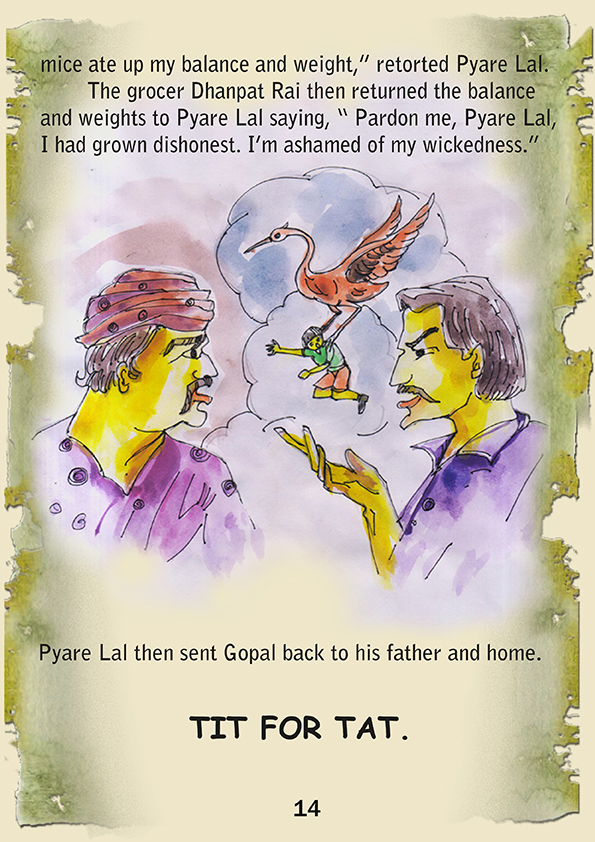 mice ate up my balance and weight,” retorted Pyare Lal.
The grocer Dhanpat Rai then returned the balance
and weights to Pyare Lal saying, “ Pardon me, Pyare Lal,
I had grown dishonest. I’m ashamed of my wickedness.”
Pyare Lal then sent Gopal back to his father and home.
TIT FOR TAT.
14